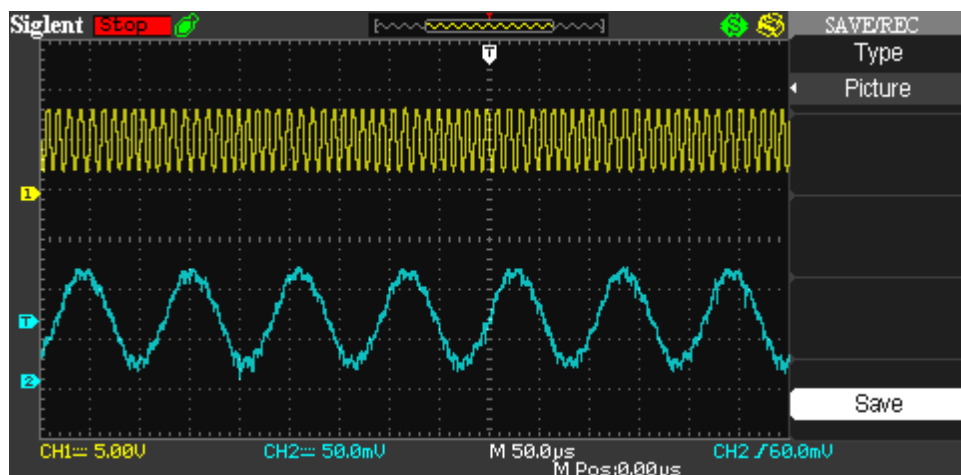 Siglent Stop T S SAVE/REC
Type
Picture
1
T
2
Save
CH1 5.00V CH2 50.0mV M 50.0µs CH2 /60.0mV
M Pos:0.00µs